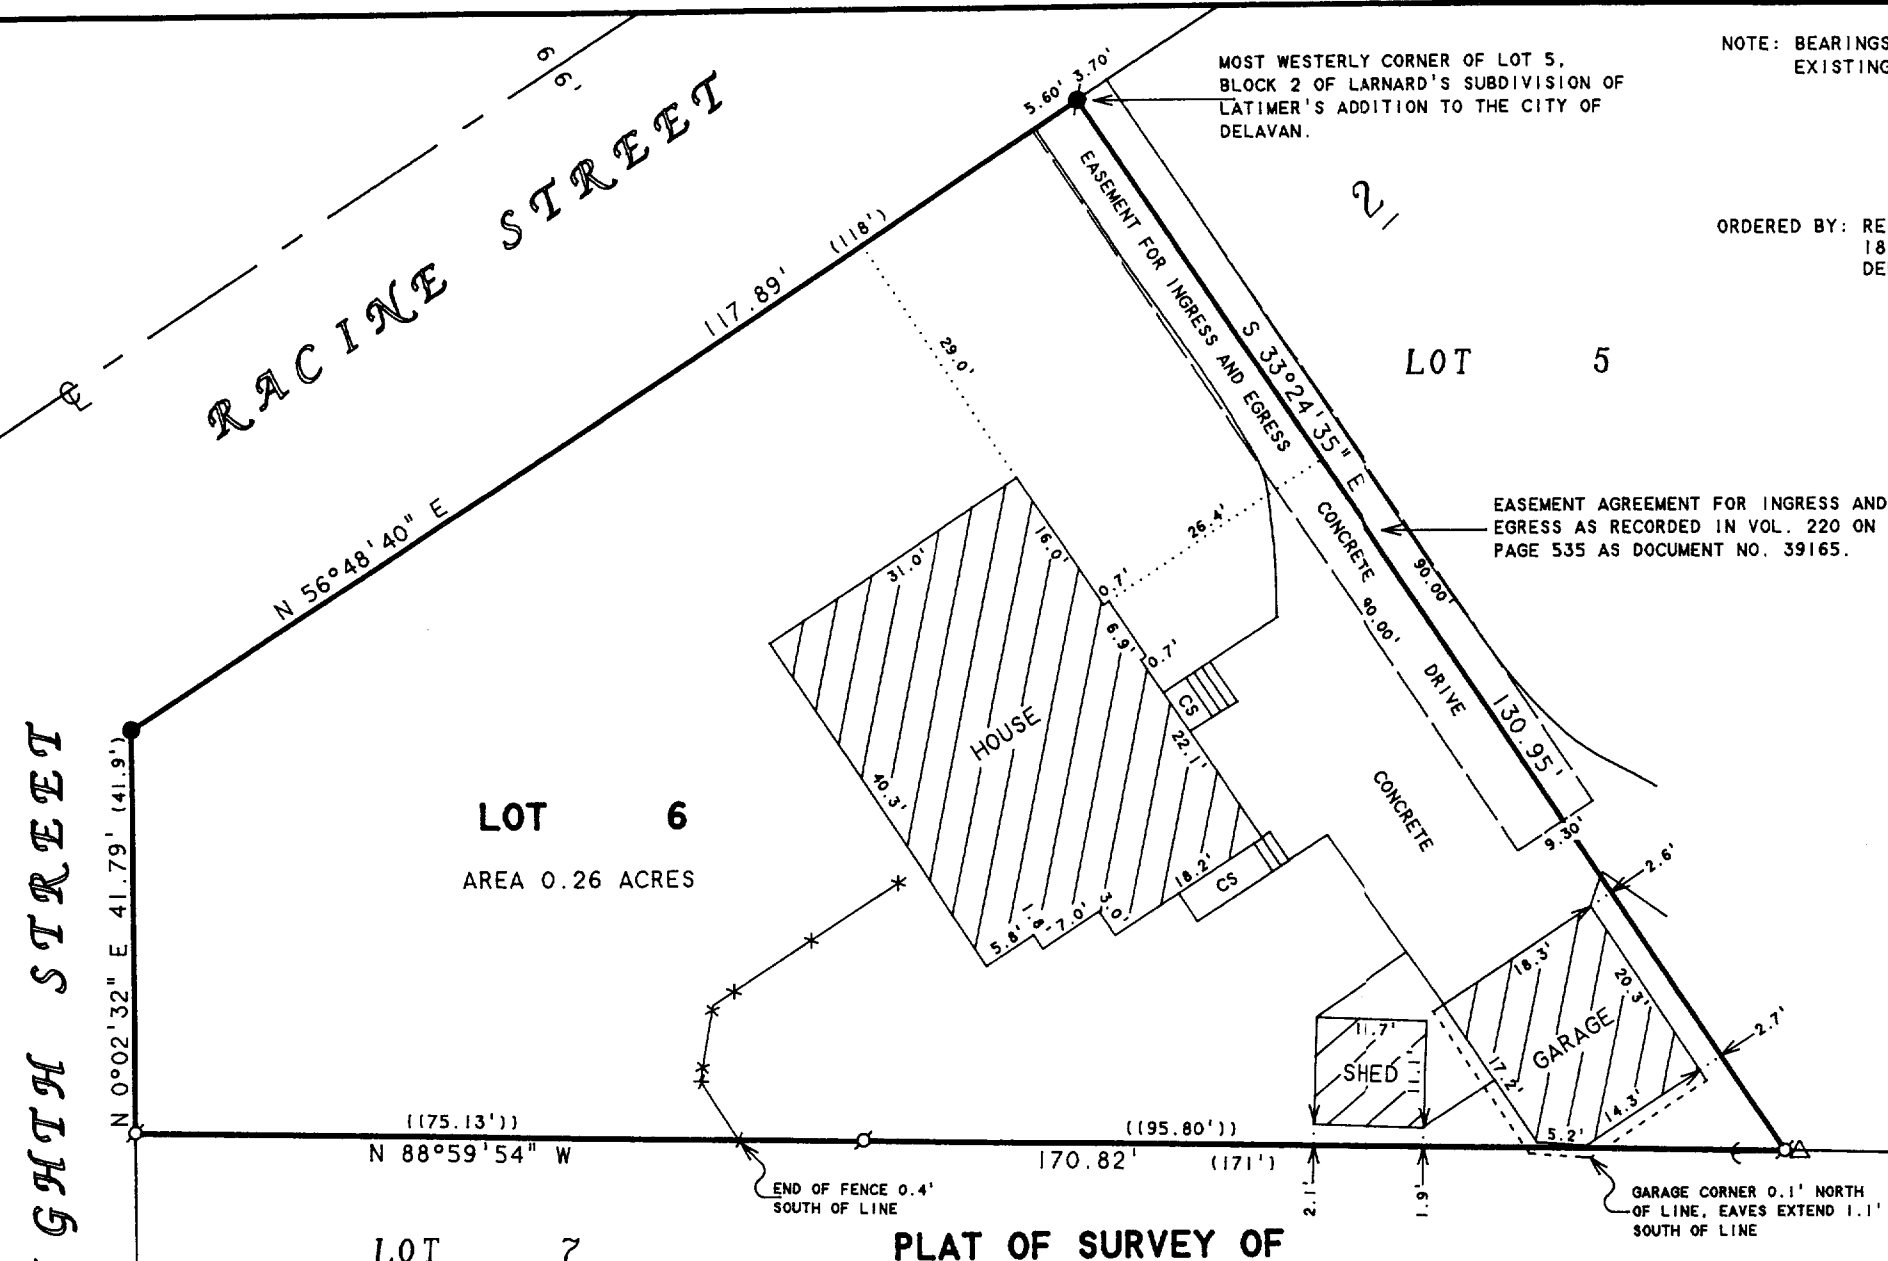 66'
RACINE STREET
℄
5.60'
3.70'
MOST WESTERLY CORNER OF LOT 5,
BLOCK 2 OF LARNARD'S SUBDIVISION OF
LATIMER'S ADDITION TO THE CITY OF
DELAVAN.
NOTE: BEARINGS
EXISTING
2
ORDERED BY: RE
18
DE
(118')
117.89'
N 56°48'40" E
29.0'
EASEMENT FOR INGRESS AND EGRESS
S 33°24'35" E
LOT 5
EASEMENT AGREEMENT FOR INGRESS AND
EGRESS AS RECORDED IN VOL. 220 ON
PAGE 535 AS DOCUMENT NO. 39165.
26.4'
CONCRETE DRIVE
90.00'
90.00'
130.95'
31.0'
16.0'
0.7'
6.9'
0.7'
CS
22.1'
HOUSE
40.3'
18.2'
CS
3.0'
7.0'
1.8'
5.8'
CONCRETE
9.30'
2.6'
LOT 6
AREA 0.26 ACRES
N 0°02'32" E 41.79' (41.9')
GHTH STREET
18.3'
20.3'
GARAGE
17.2'
14.3'
5.2'
2.7'
11.7'
SHED
11.1'
((75.13'))
N 88°59'54" W
((95.80'))
170.82' (171')
2.1'
1.9'
END OF FENCE 0.4'
SOUTH OF LINE
GARAGE CORNER 0.1' NORTH
OF LINE, EAVES EXTEND 1.1'
SOUTH OF LINE
LOT 7
PLAT OF SURVEY OF